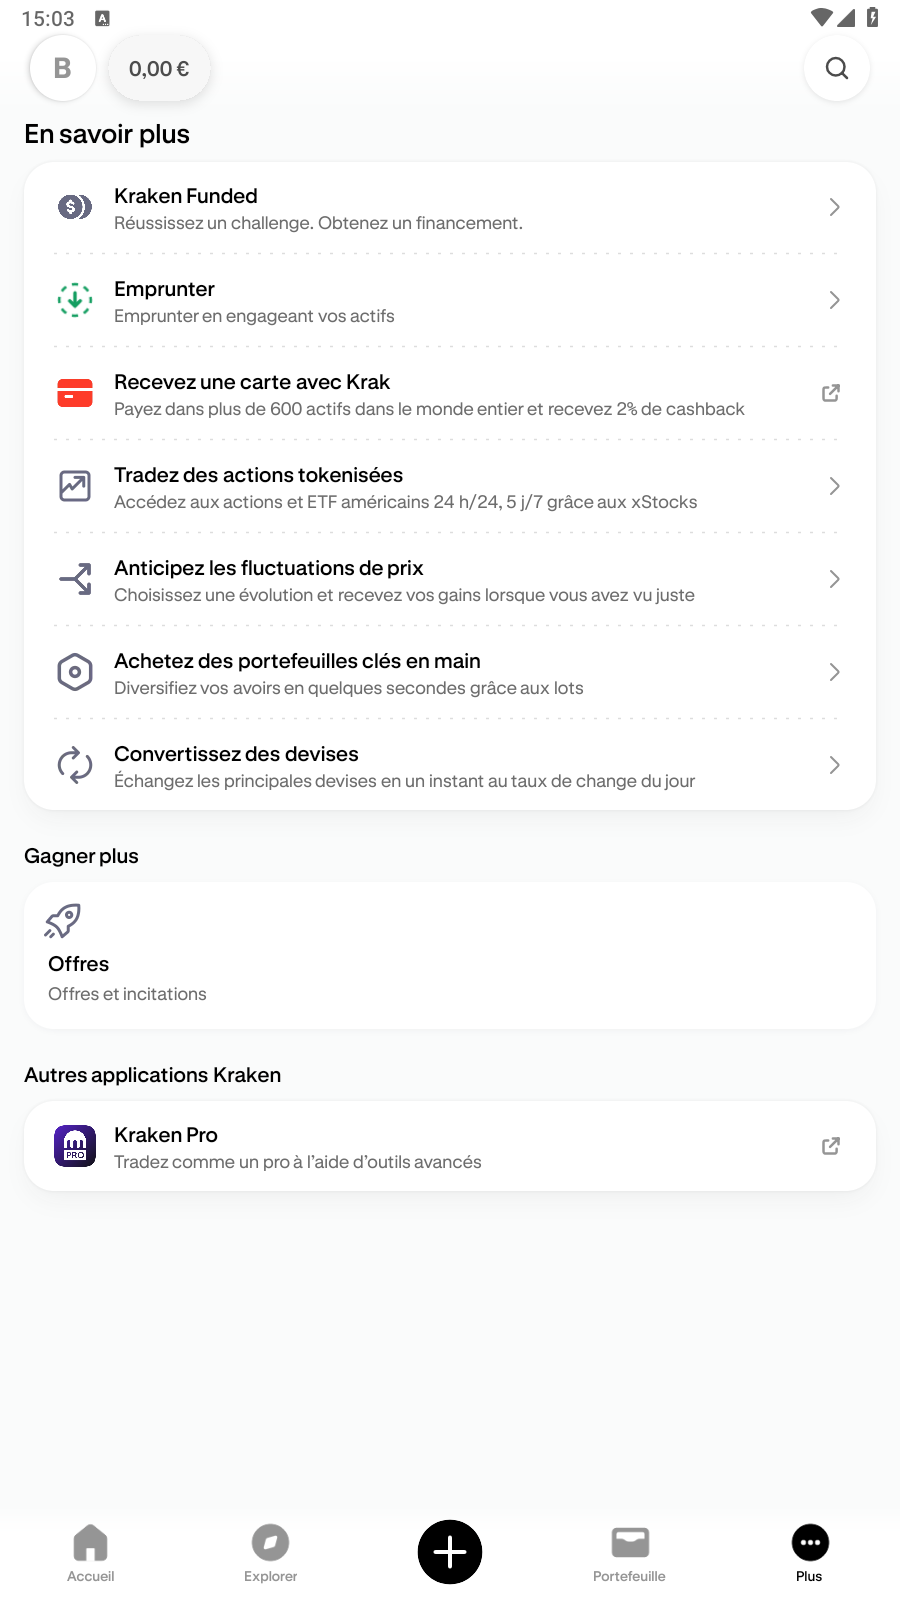 15:03
A
B
0,00 €
En savoir plus
Kraken Funded
Réussissez un challenge. Obtenez un financement.
Emprunter
Emprunter en engageant vos actifs
Recevez une carte avec Krak
Payez dans plus de 600 actifs dans le monde entier et recevez 2% de cashback
Tradez des actions tokenisées
Accédez aux actions et ETF américains 24 h/24, 5 j/7 grâce aux xStocks
Anticipez les fluctuations de prix
Choisissez une évolution et recevez vos gains lorsque vous avez vu juste
Achetez des portefeuilles clés en main
Diversifiez vos avoirs en quelques secondes grâce aux lots
Convertissez des devises
Échangez les principales devises en un instant au taux de change du jour
Gagner plus
Offres
Offres et incitations
Autres applications Kraken
Kraken Pro
PRO
Tradez comme un pro à l’aide d’outils avancés
Accueil
Explorer
Portefeuille
Plus